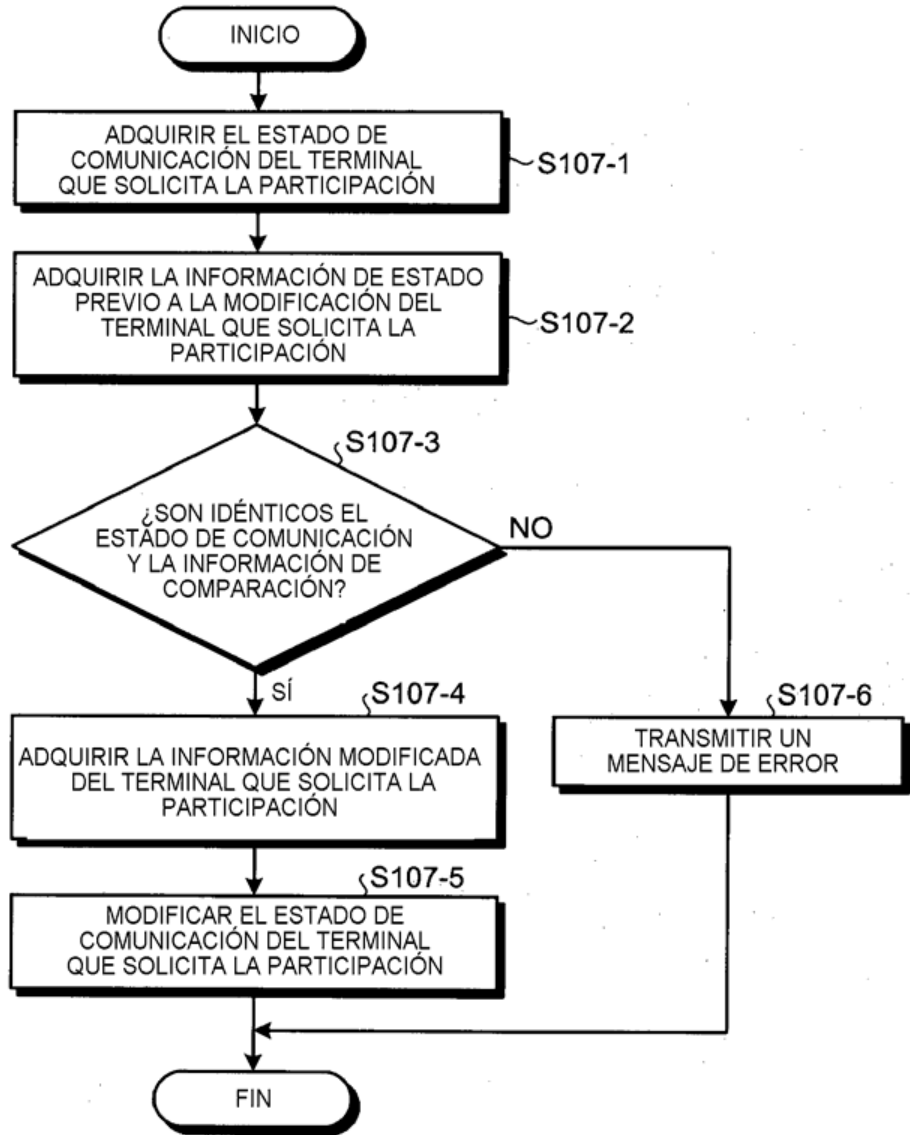 INICIO
ADQUIRIR EL ESTADO DE
COMUNICACIÓN DEL TERMINAL
QUE SOLICITA LA PARTICIPACIÓN
S107-1
ADQUIRIR LA INFORMACIÓN DE ESTADO
PREVIO A LA MODIFICACIÓN DEL
TERMINAL QUE SOLICITA LA
PARTICIPACIÓN
S107-2
S107-3
¿SON IDÉNTICOS EL
ESTADO DE COMUNICACIÓN
Y LA INFORMACIÓN DE
COMPARACIÓN?
NO
SÍ
S107-4
ADQUIRIR LA INFORMACIÓN MODIFICADA
DEL TERMINAL QUE SOLICITA LA
PARTICIPACIÓN
S107-6
TRANSMITIR UN
MENSAJE DE ERROR
S107-5
MODIFICAR EL ESTADO DE
COMUNICACIÓN DEL TERMINAL
QUE SOLICITA LA PARTICIPACIÓN
FIN